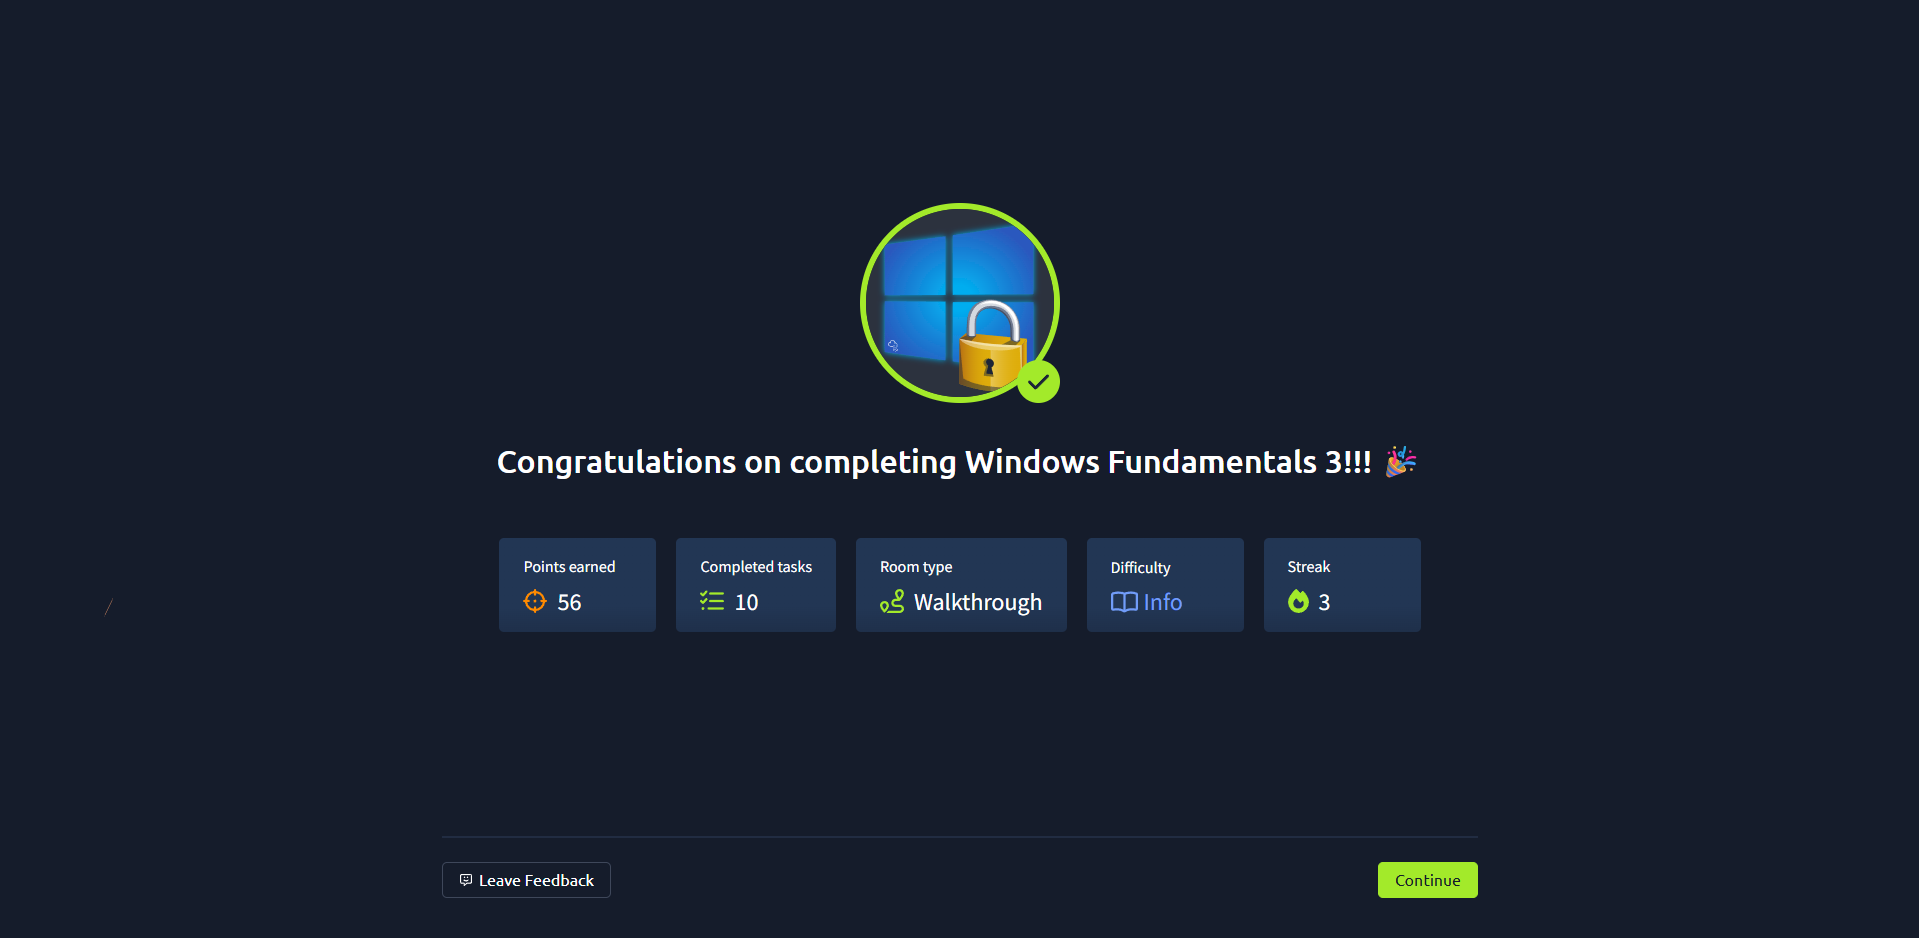 Congratulations on completing Windows Fundamentals 3!!! 🎉
Points earned
56
Completed tasks
10
Room type
Walkthrough
Difficulty
Info
Streak
3
Leave Feedback
Continue